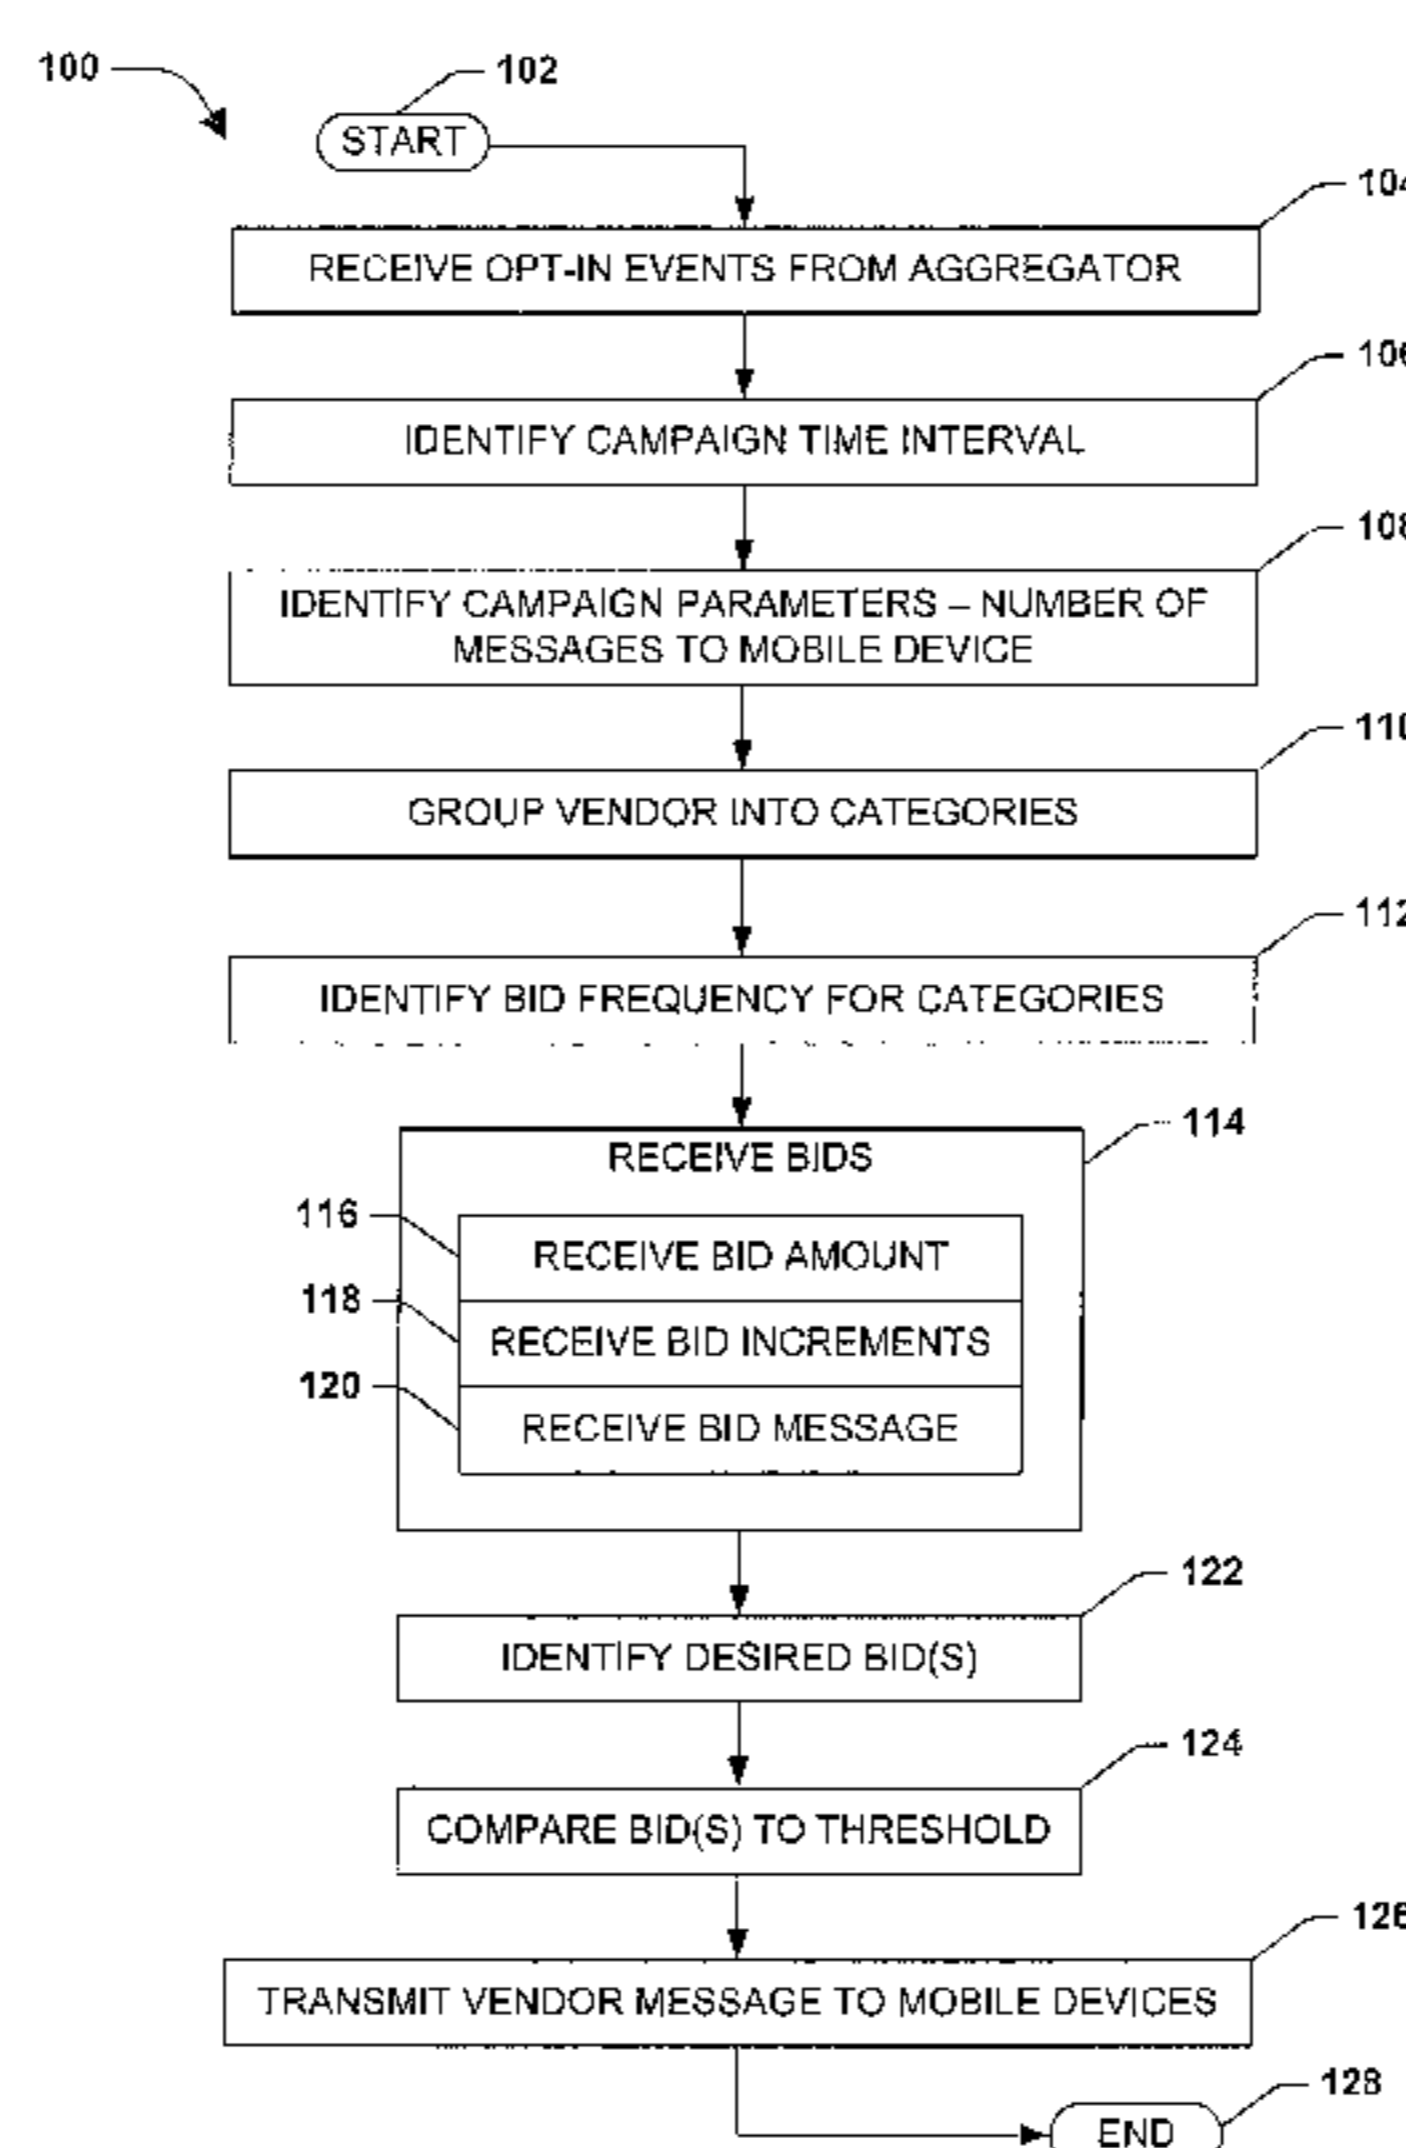 100
102
START
104
RECEIVE OPT-IN EVENTS FROM AGGREGATOR
106
IDENTIFY CAMPAIGN TIME INTERVAL
108
IDENTIFY CAMPAIGN PARAMETERS – NUMBER OF
MESSAGES TO MOBILE DEVICE
110
GROUP VENDOR INTO CATEGORIES
112
IDENTIFY BID FREQUENCY FOR CATEGORIES
114
RECEIVE BIDS
116
RECEIVE BID AMOUNT
118
RECEIVE BID INCREMENTS
120
RECEIVE BID MESSAGE
122
IDENTIFY DESIRED BID(S)
124
COMPARE BID(S) TO THRESHOLD
126
TRANSMIT VENDOR MESSAGE TO MOBILE DEVICES
128
END